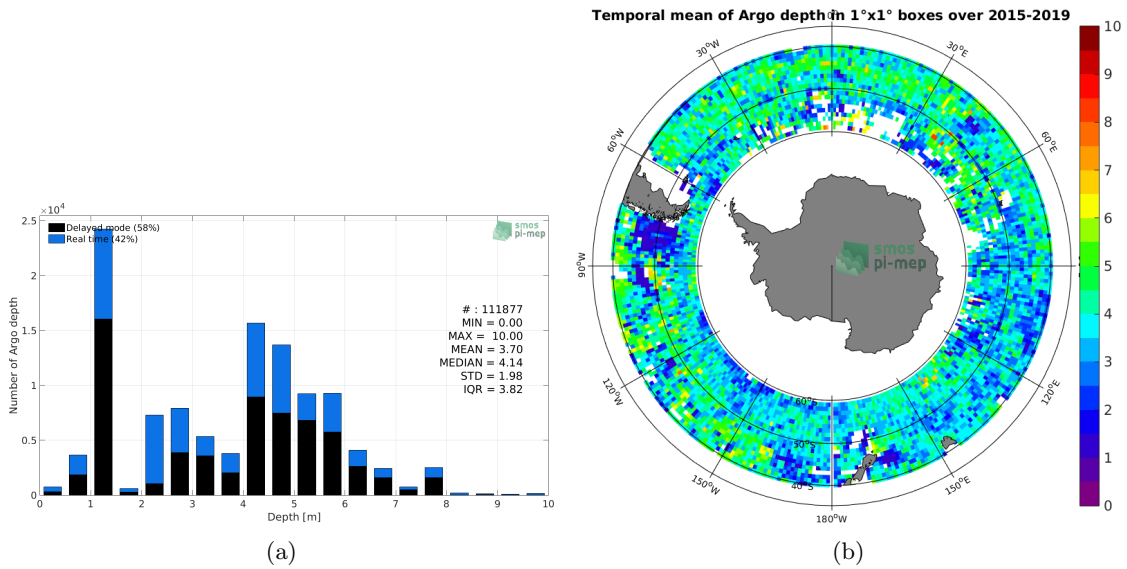 ×10⁴
2.5
2
1.5
1
0.5
0
Number of Argo depth
Delayed mode (58%)
Real time (42%)
smos
pi-mep
# : 111877
MIN = 0.00
MAX = 10.00
MEAN = 3.70
MEDIAN = 4.14
STD = 1.98
IQR = 3.82
0 1 2 3 4 5 6 7 8 9 10
Depth [m]
(a)
Temporal mean of Argo depth in 1°x1° boxes over 2015-2019
0°
30°W
30°E
60°W
60°E
90°W
120°W
120°E
150°W
150°E
180°W
60°S
50°S
40°S
smos
pi-mep
10
9
8
7
6
5
4
3
2
1
0
(b)